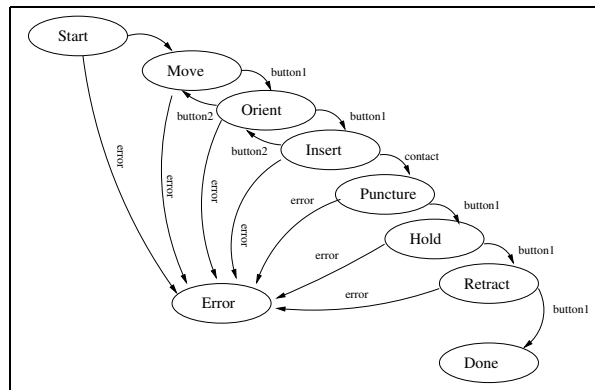 Start
Move
button1
Orient
button2
button1
Insert
button2
contact
Puncture
button1
Hold
button1
Retract
button1
Done
error
error
error
error
error
error
error
Error